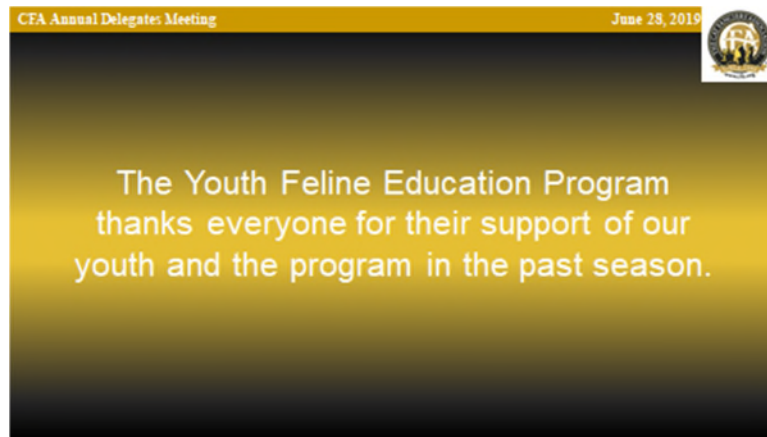 CFA Annual Delegates Meeting
June 28, 2019
The Youth Feline Education Program
thanks everyone for their support of our
youth and the program in the past season.